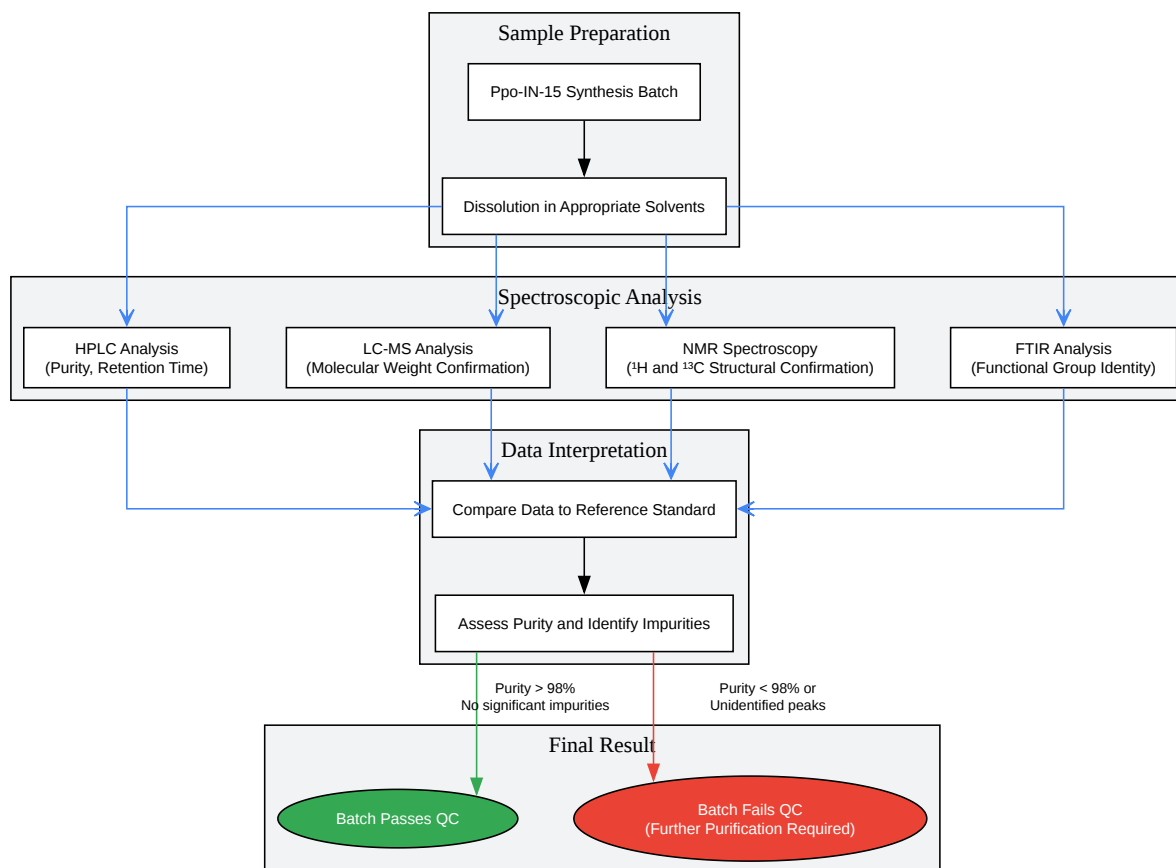 Sample Preparation
Ppo-IN-15 Synthesis Batch
Dissolution in Appropriate Solvents
Spectroscopic Analysis
HPLC Analysis
(Purity, Retention Time)
LC-MS Analysis
(Molecular Weight Confirmation)
NMR Spectroscopy
(¹H and ¹³C Structural Confirmation)
FTIR Analysis
(Functional Group Identity)
Data Interpretation
Compare Data to Reference Standard
Assess Purity and Identify Impurities
Purity > 98%
No significant impurities
Purity < 98% or
Unidentified peaks
Final Result
Batch Passes QC
Batch Fails QC
(Further Purification Required)